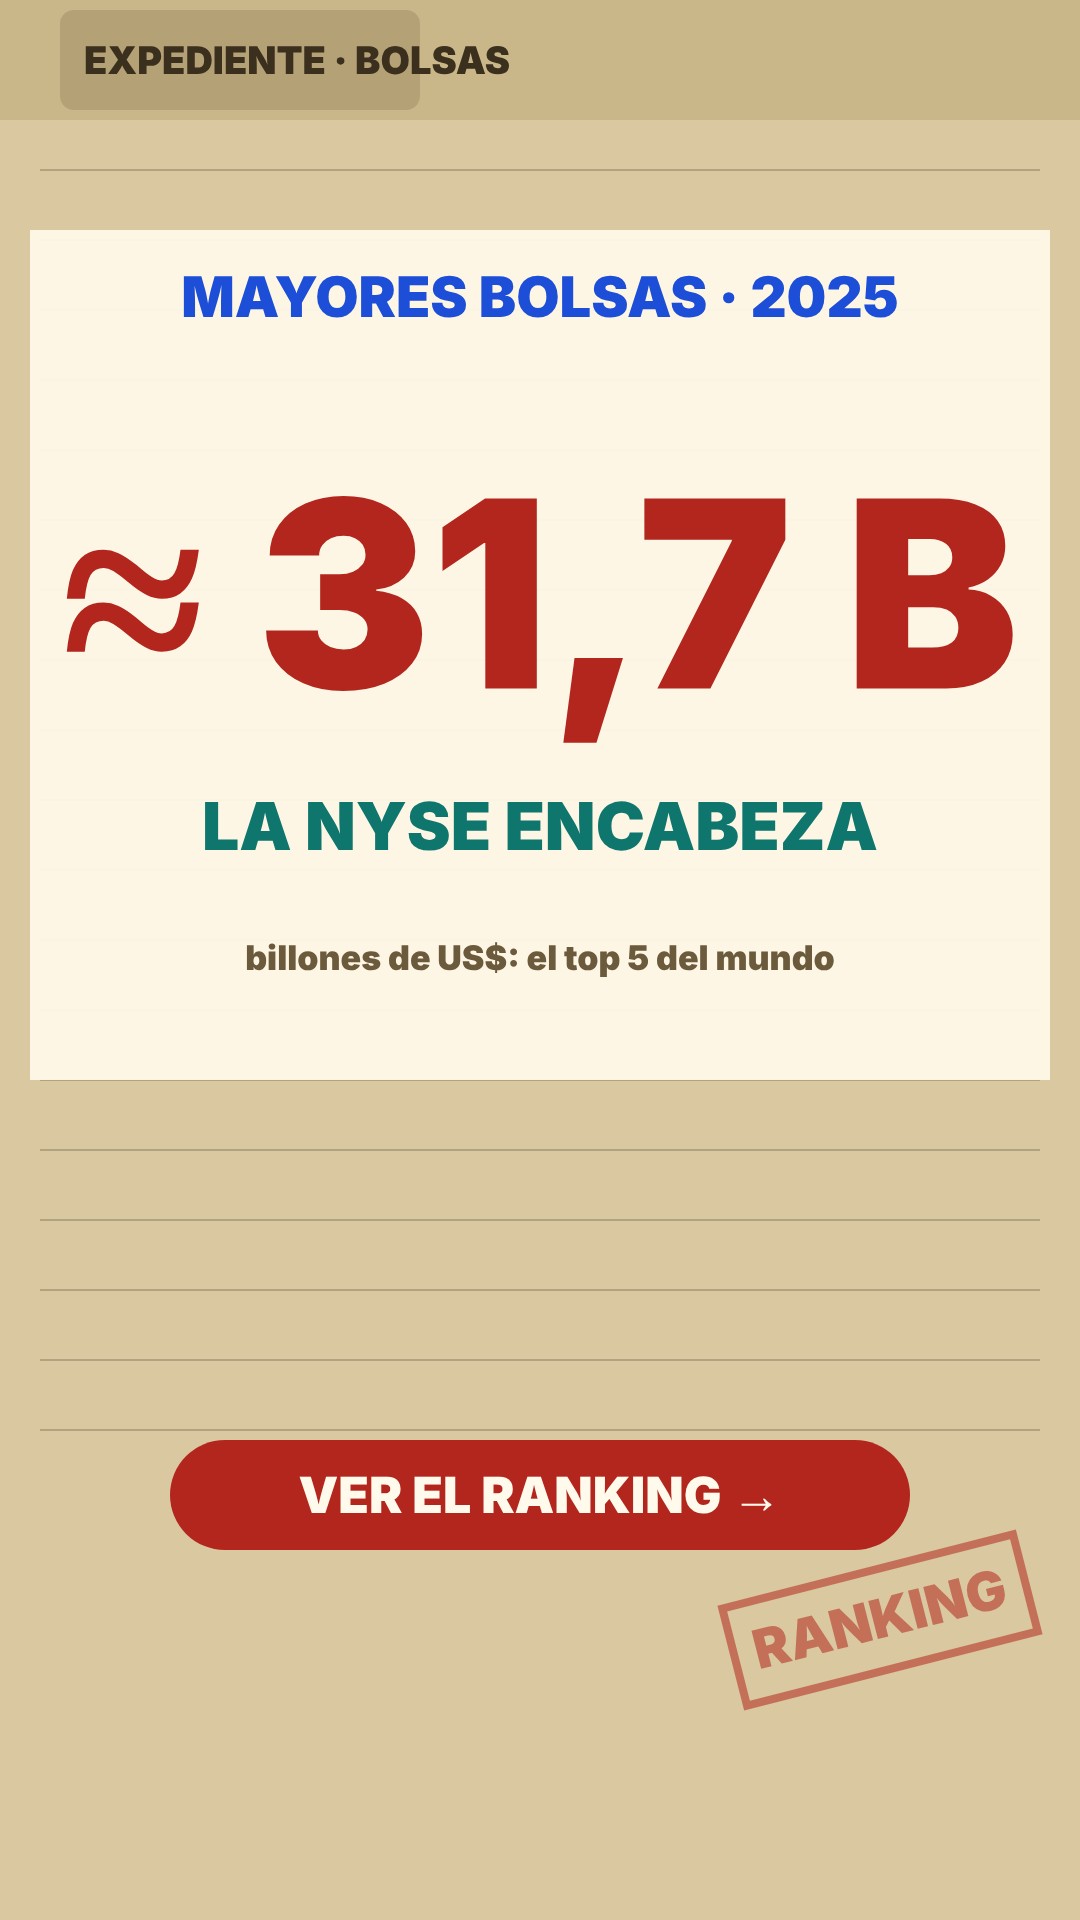 EXPEDIENTE · BOLSAS
MAYORES BOLSAS · 2025
≈ 31,7 B
LA NYSE ENCABEZA
billones de US$: el top 5 del mundo
VER EL RANKING →
RANKING